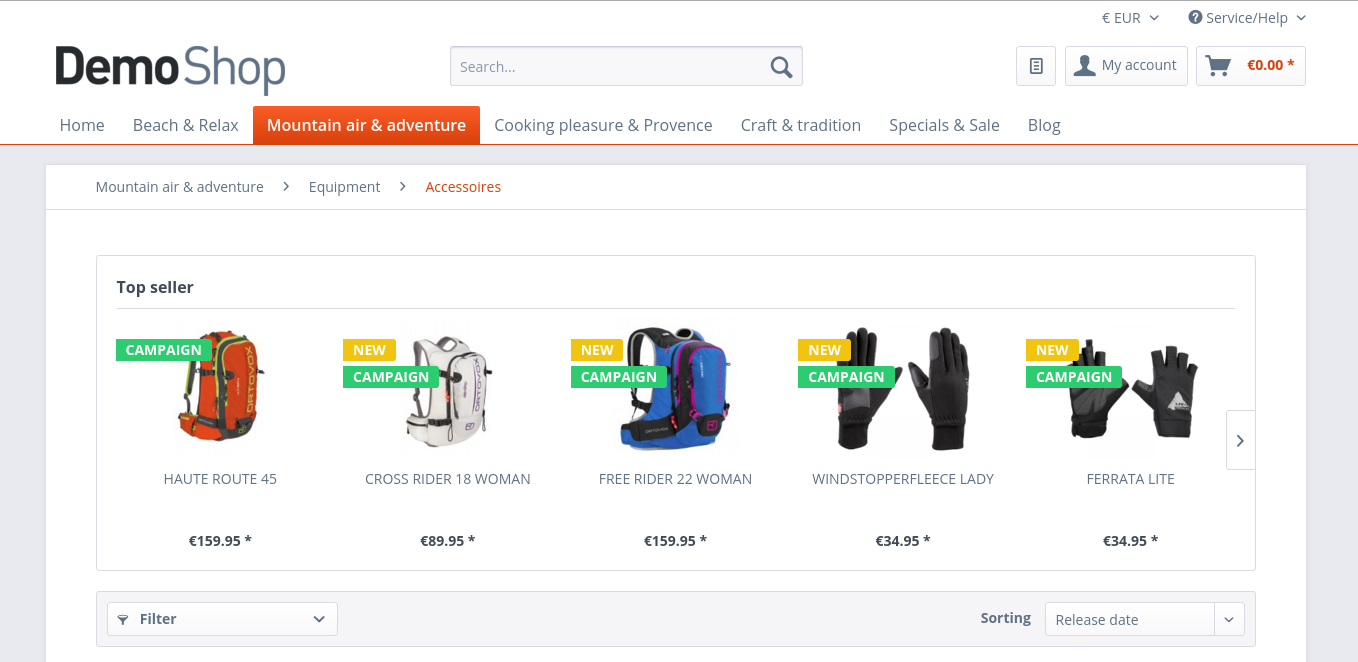 € EUR
Service/Help
DemoShop
Search...
My account
€0.00 *
Home
Beach & Relax
Mountain air & adventure
Cooking pleasure & Provence
Craft & tradition
Specials & Sale
Blog
Mountain air & adventure
Equipment
Accessoires
Top seller
CAMPAIGN
ORTOVOX
HAUTE ROUTE 45
€159.95 *
NEW
CAMPAIGN
ORTOVOX
CROSS RIDER 18 WOMAN
€89.95 *
NEW
CAMPAIGN
ORTOVOX
FREE RIDER 22 WOMAN
€159.95 *
NEW
CAMPAIGN
WINDSTOPPERFLEECE LADY
€34.95 *
NEW
CAMPAIGN
FERRATA LITE
€34.95 *
Filter
Sorting
Release date